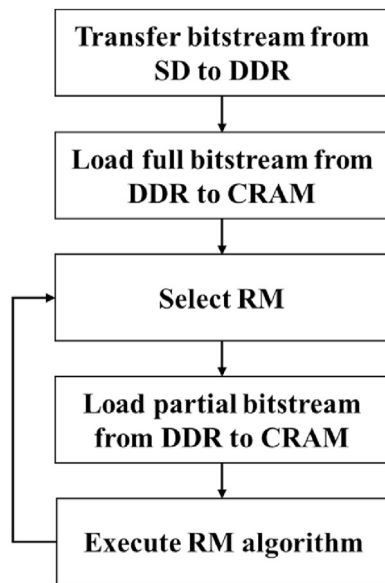 Transfer bitstream from
SD to DDR
Load full bitstream from
DDR to CRAM
Select RM
Load partial bitstream
from DDR to CRAM
Execute RM algorithm